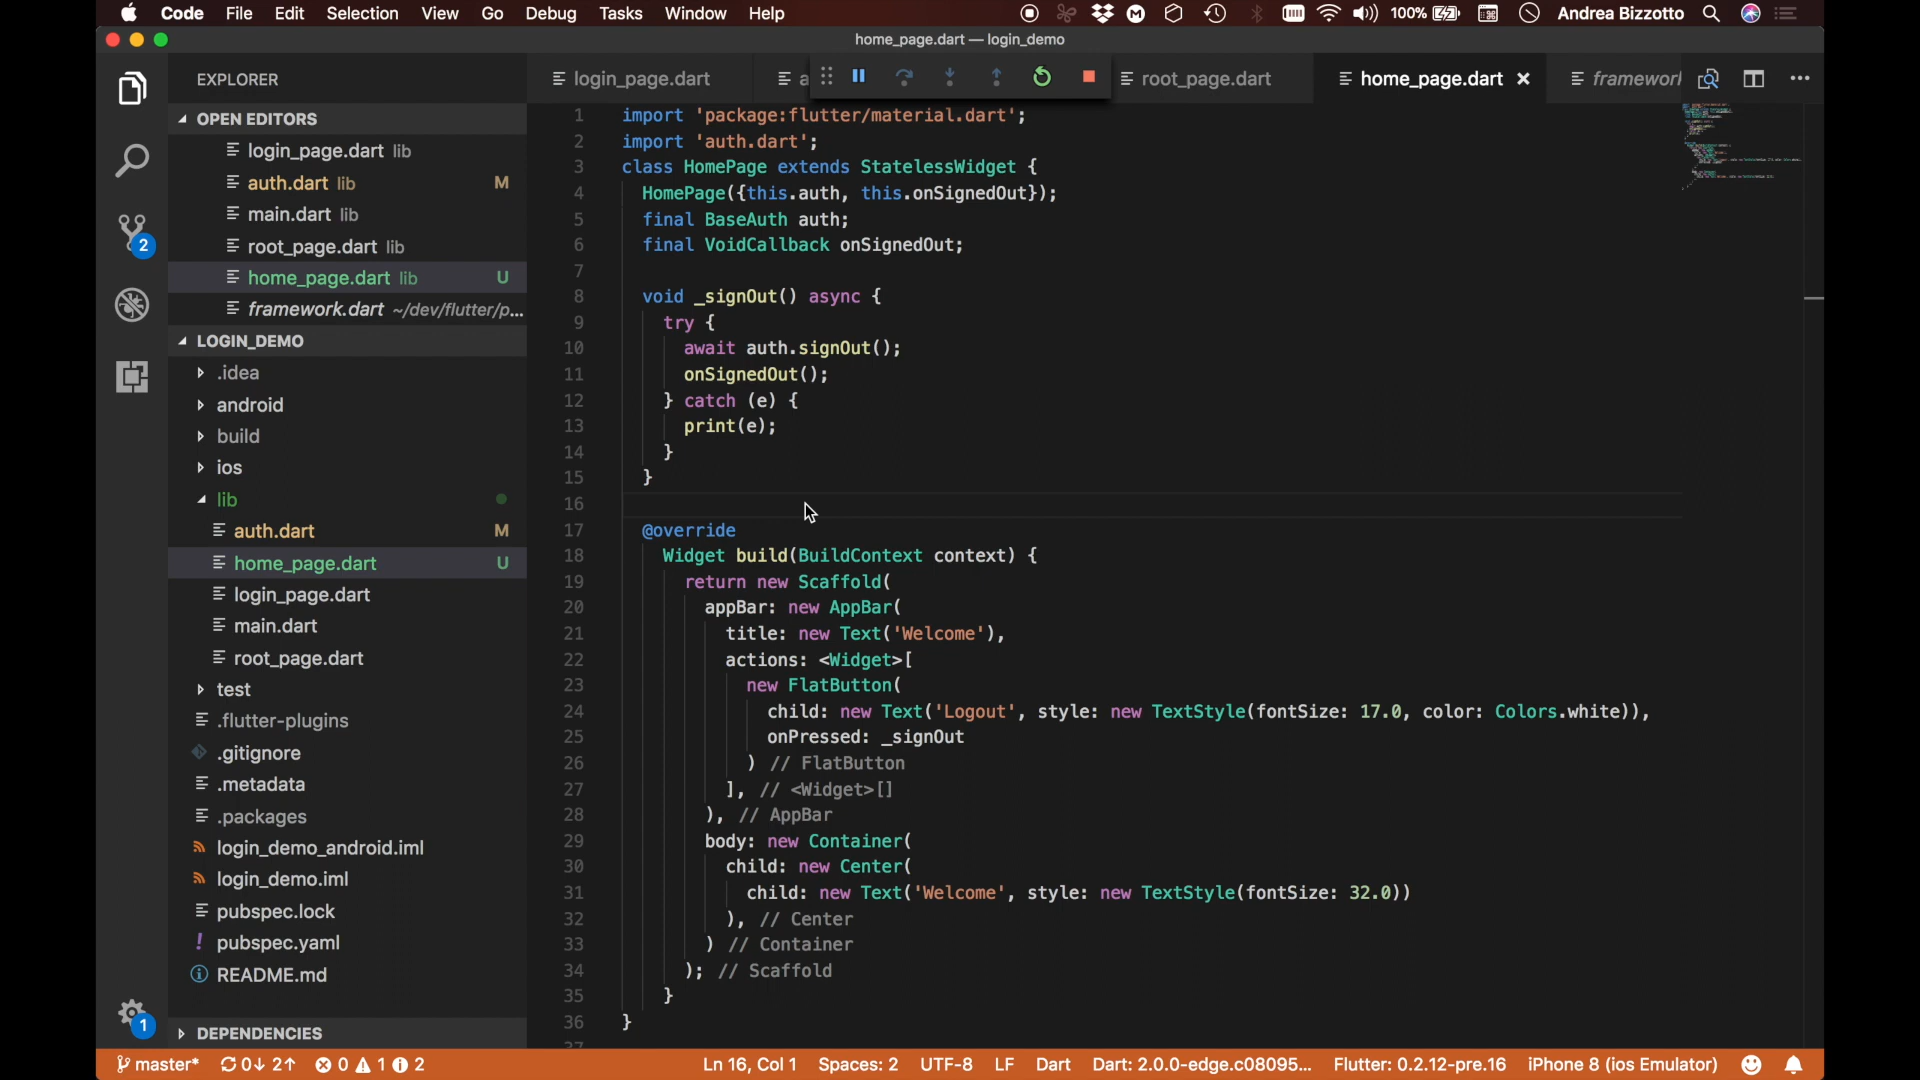 Code File Edit Selection View Go Debug Tasks Window Help 100% Andrea Bizzotto
home_page.dart — login_demo
EXPLORER
login_page.dart
a
root_page.dart
home_page.dart
framework
OPEN EDITORS
login_page.dart lib
auth.dart lib M
main.dart lib
root_page.dart lib
home_page.dart lib U
framework.dart ~/dev/flutter/p...
LOGIN_DEMO
.idea
android
build
ios
lib
auth.dart M
home_page.dart U
login_page.dart
main.dart
root_page.dart
test
.flutter-plugins
.gitignore
.metadata
.packages
login_demo_android.iml
login_demo.iml
pubspec.lock
! pubspec.yaml
README.md
DEPENDENCIES
2
1
1 import 'package:flutter/material.dart';
2 import 'auth.dart';
3 class HomePage extends StatelessWidget {
4 HomePage({this.auth, this.onSignedOut});
5 final BaseAuth auth;
6 final VoidCallback onSignedOut;
7
8 void _signOut() async {
9 try {
10 await auth.signOut();
11 onSignedOut();
12 } catch (e) {
13 print(e);
14 }
15 }
16
17 @override
18 Widget build(BuildContext context) {
19 return new Scaffold(
20 appBar: new AppBar(
21 title: new Text('Welcome'),
22 actions: <Widget>[
23 new FlatButton(
24 child: new Text('Logout', style: new TextStyle(fontSize: 17.0, color: Colors.white)),
25 onPressed: _signOut
26 ) // FlatButton
27 ], // <Widget>[]
28 ), // AppBar
29 body: new Container(
30 child: new Center(
31 child: new Text('Welcome', style: new TextStyle(fontSize: 32.0))
32 ), // Center
33 ) // Container
34 ); // Scaffold
35 }
36 }
37
master* 0↓ 2↑ 0 1 2 Ln 16, Col 1 Spaces: 2 UTF-8 LF Dart Dart: 2.0.0-edge.c08095... Flutter: 0.2.12-pre.16 iPhone 8 (ios Emulator)